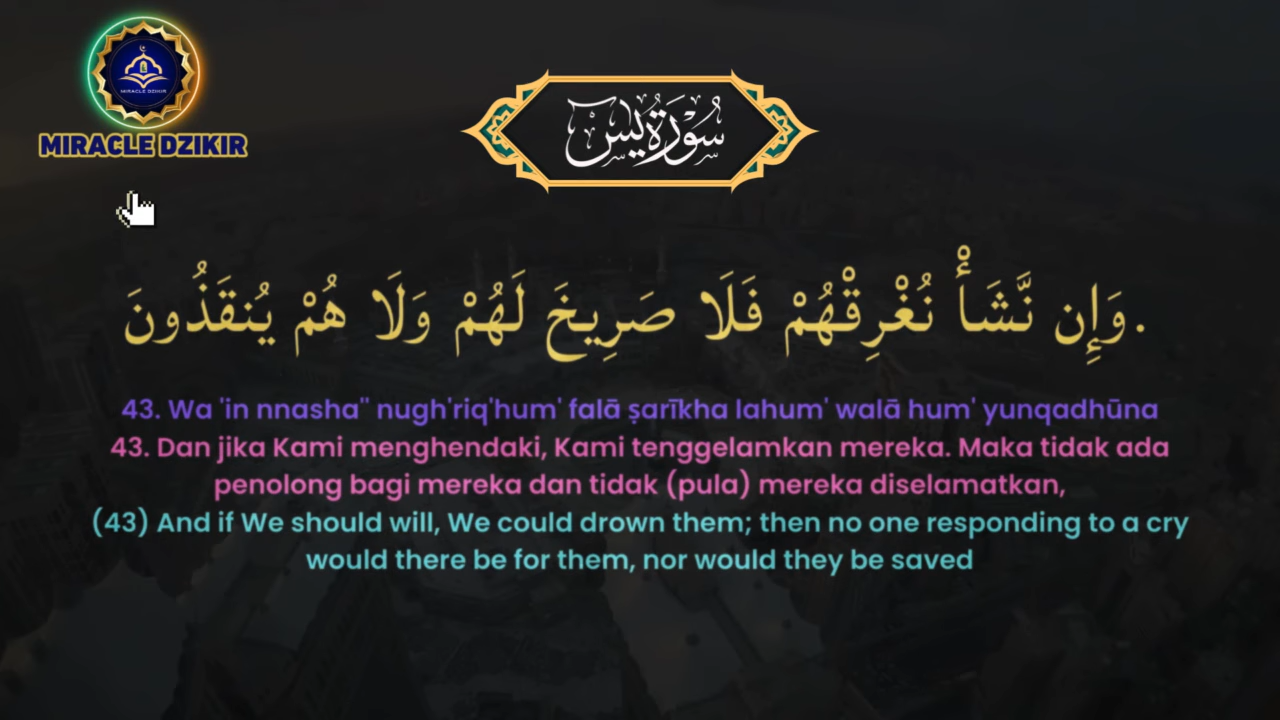 MIRACLE DZIKIR
MIRACLE DZIKIR
سُوْرَةُ يٰسٓ
وَإِن نَّشَأْ نُغْرِقْهُمْ فَلَا صَرِيخَ لَهُمْ وَلَا هُمْ يُنقَذُونَ.
43. Wa 'in nnasha'' nugh'riq'hum' falā ṣarīkha lahum' walā hum' yunqadhūna
43. Dan jika Kami menghendaki, Kami tenggelamkan mereka. Maka tidak ada
penolong bagi mereka dan tidak (pula) mereka diselamatkan,
(43) And if We should will, We could drown them; then no one responding to a cry
would there be for them, nor would they be saved